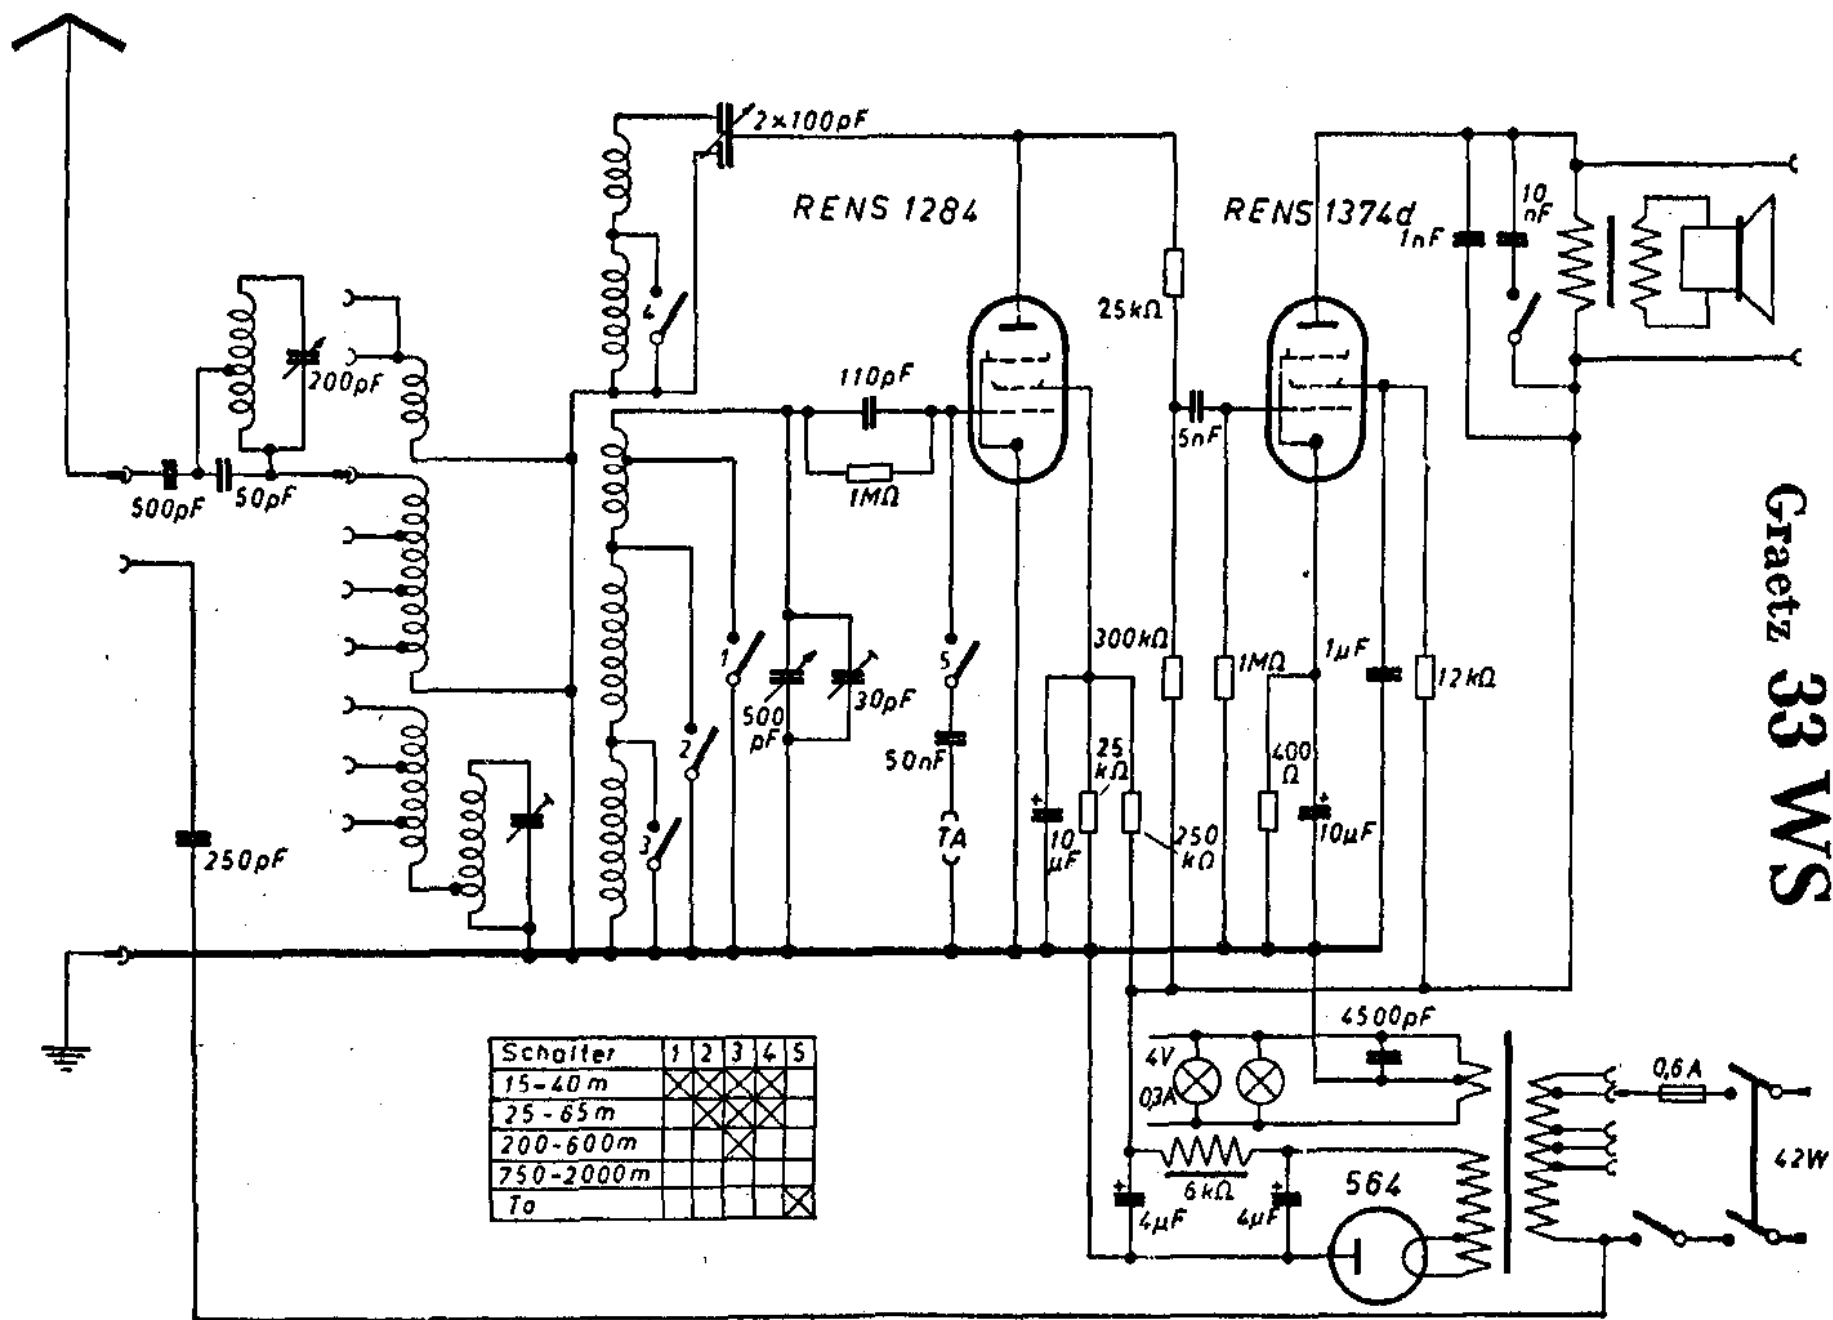 2×100pF
RENS 1284
RENS 1374d
1nF
10
nF
4
25kΩ
200pF
110pF
5nF
1MΩ
500pF
50pF
Graetz 33 WS
1
500
pF
30pF
5
300kΩ
1MΩ
1µF
12kΩ
2
50nF
25
kΩ
400
Ω
3
TA
10
µF
250
kΩ
10µF
250pF
4500pF
4V
0,3A
0,6A
42W
6kΩ
4µF
4µF
564
Schalter 1 2 3 4 5
15-40m
25-65m
200-600m
750-2000m
Ta
+
+
+
+